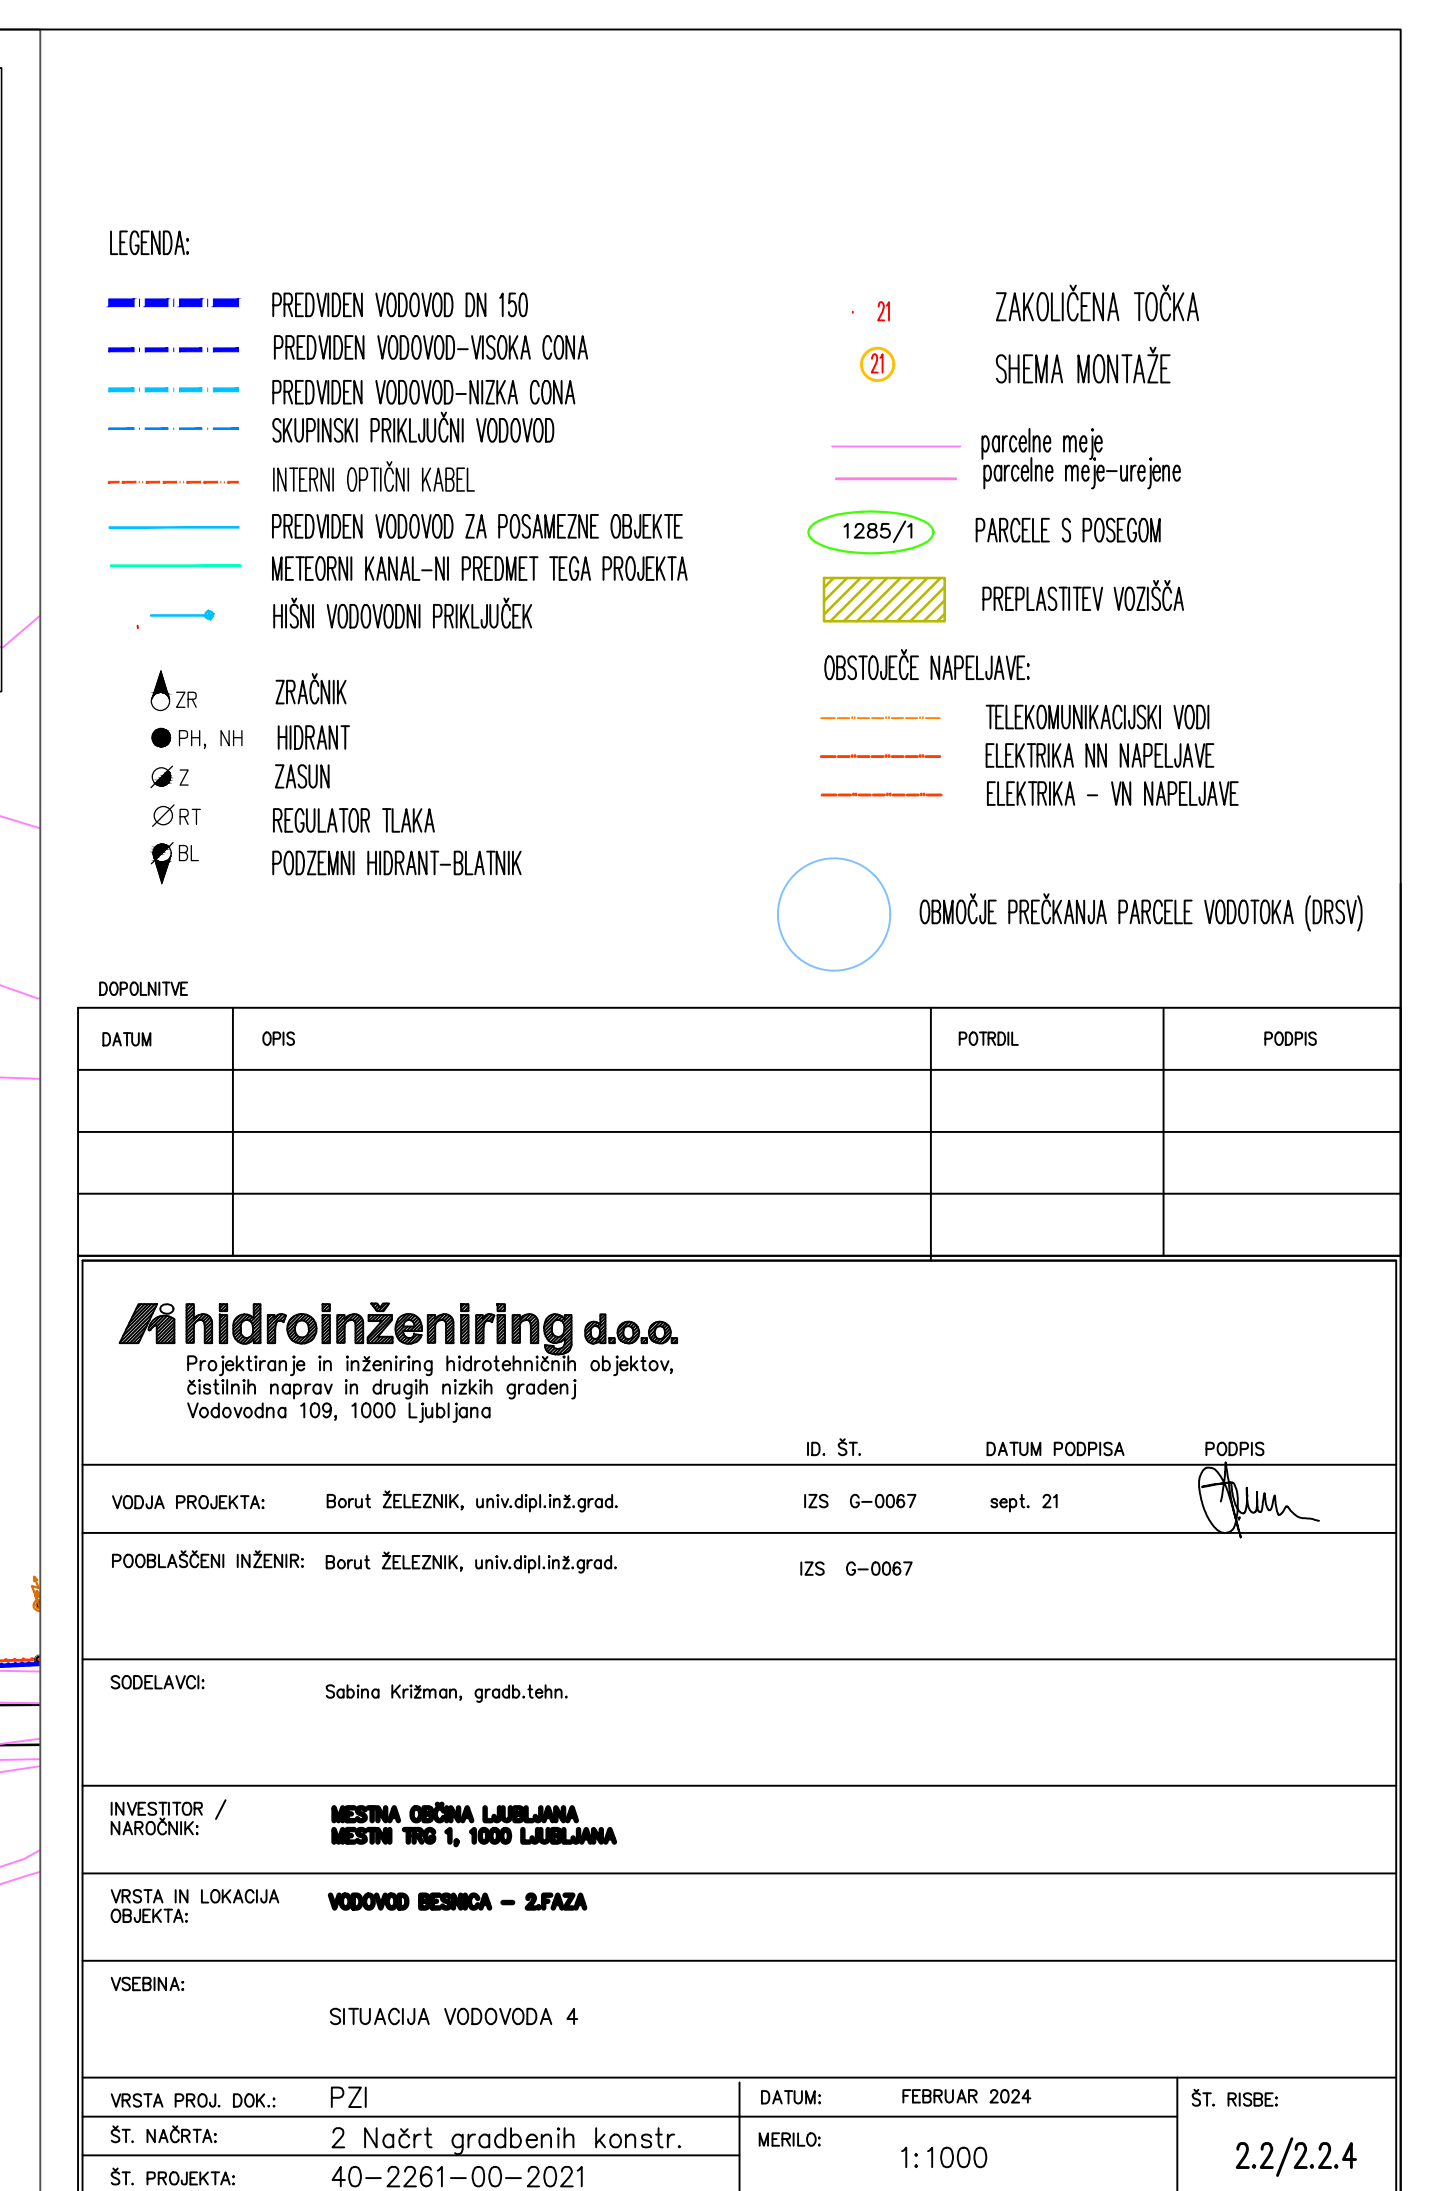 LEGENDA:
PREDVIDEN VODOVOD DN 150
PREDVIDEN VODOVOD-VISOKA CONA
PREDVIDEN VODOVOD-NIZKA CONA
SKUPINSKI PRIKLJUČNI VODOVOD
INTERNI OPTIČNI KABEL
PREDVIDEN VODOVOD ZA POSAMEZNE OBJEKTE
METEORNI KANAL-NI PREDMET TEGA PROJEKTA
HIŠNI VODOVODNI PRIKLJUČEK
ZR ZRAČNIK
PH, NH HIDRANT
Z ZASUN
RT REGULATOR TLAKA
BL PODZEMNI HIDRANT-BLATNIK
21 ZAKOLIČENA TOČKA
21 SHEMA MONTAŽE
parcelne meje
parcelne meje-urejene
1285/1 PARCELE S POSEGOM
PREPLASTITEV VOZIŠČA
OBSTOJEČE NAPELJAVE:
TELEKOMUNIKACIJSKI VODI
ELEKTRIKA NN NAPELJAVE
ELEKTRIKA - VN NAPELJAVE
OBMOČJE PREČKANJA PARCELE VODOTOKA (DRSV)
DOPOLNITVE
DATUM OPIS POTRDIL PODPIS
hidroinženiring d.o.o.
Projektiranje in inženiring hidrotehničnih objektov,
čistilnih naprav in drugih nizkih gradenj
Vodovodna 109, 1000 Ljubljana
ID. ŠT. DATUM PODPISA PODPIS
VODJA PROJEKTA: Borut ŽELEZNIK, univ.dipl.inž.grad. IZS G-0067 sept. 21
POOBLAŠČENI INŽENIR: Borut ŽELEZNIK, univ.dipl.inž.grad. IZS G-0067
SODELAVCI: Sabina Križman, gradb.tehn.
INVESTITOR /
NAROČNIK:
MESTNA OBČINA LJUBLJANA
MESTNI TRG 1, 1000 LJUBLJANA
VRSTA IN LOKACIJA
OBJEKTA:
VODOVOD BESNICA - 2.FAZA
VSEBINA:
SITUACIJA VODOVODA 4
VRSTA PROJ. DOK.: PZI
ŠT. NAČRTA: 2 Načrt gradbenih konstr.
ŠT. PROJEKTA: 40-2261-00-2021
DATUM: FEBRUAR 2024
MERILO: 1:1000
ŠT. RISBE:
2.2/2.2.4